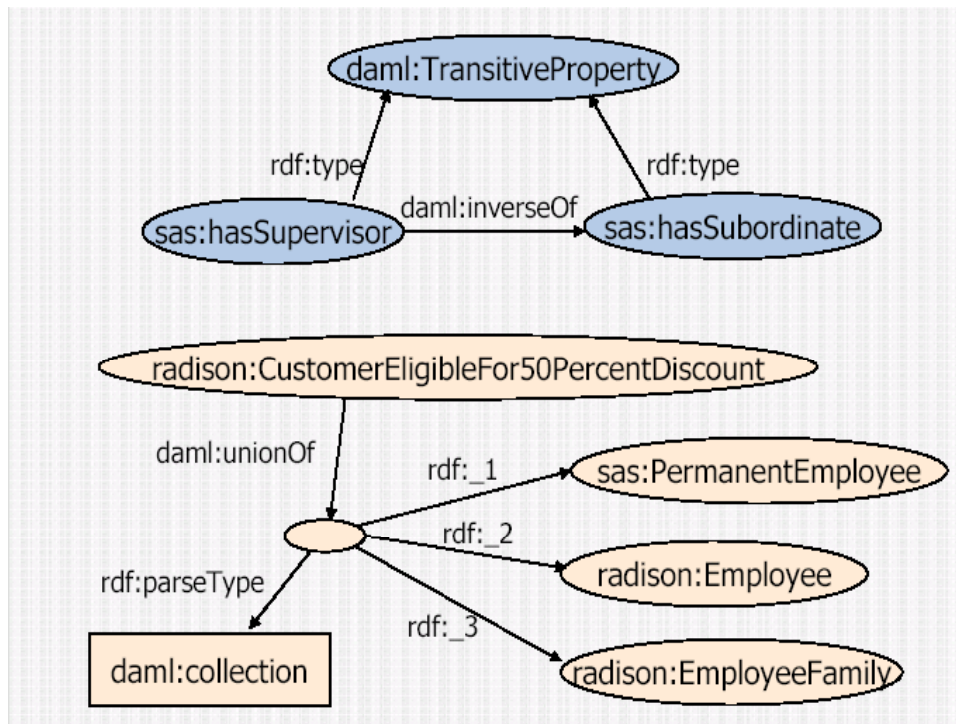 daml:TransitiveProperty
rdf:type
rdf:type
daml:inverseOf
sas:hasSupervisor
sas:hasSubordinate
radison:CustomerEligibleFor50PercentDiscount
daml:unionOf
rdf:_1
sas:PermanentEmployee
rdf:_2
radison:Employee
rdf:parseType
rdf:_3
daml:collection
radison:EmployeeFamily